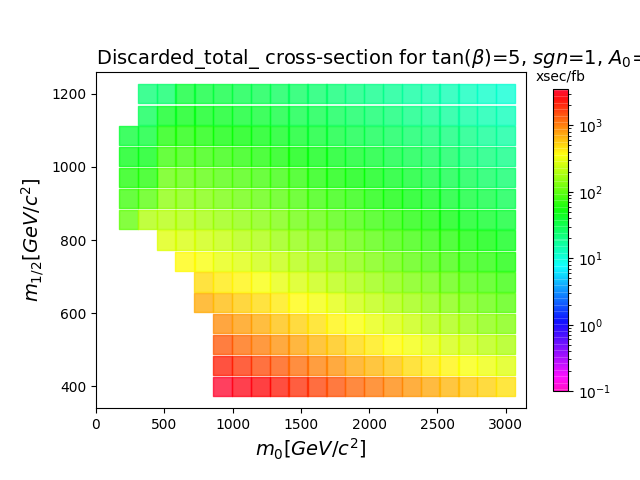 Discarded_total_ cross-section for tan(β)=5, sgn=1, A₀=
xsec/fb
10³
10²
10¹
10⁰
10⁻¹
m₁/₂[GeV/c²]
1200
1000
800
600
400
0 500 1000 1500 2000 2500 3000
m₀[GeV/c²]